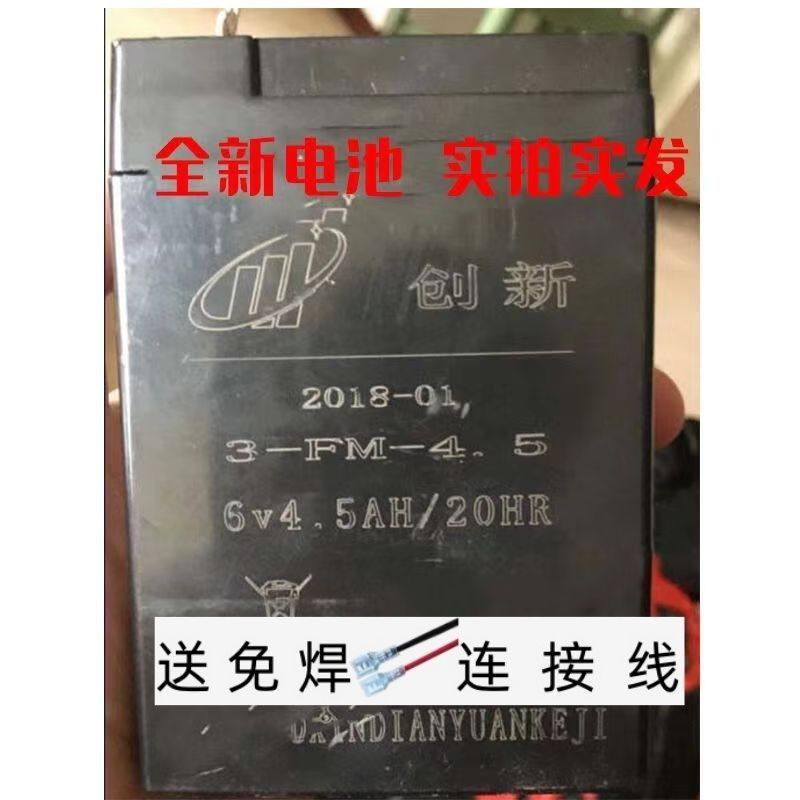 全新电池 实拍实发
创新
2018-01
3-FM-4.5
6v4.5AH/20HR
送免焊 连接线
DIANYUANKEJI